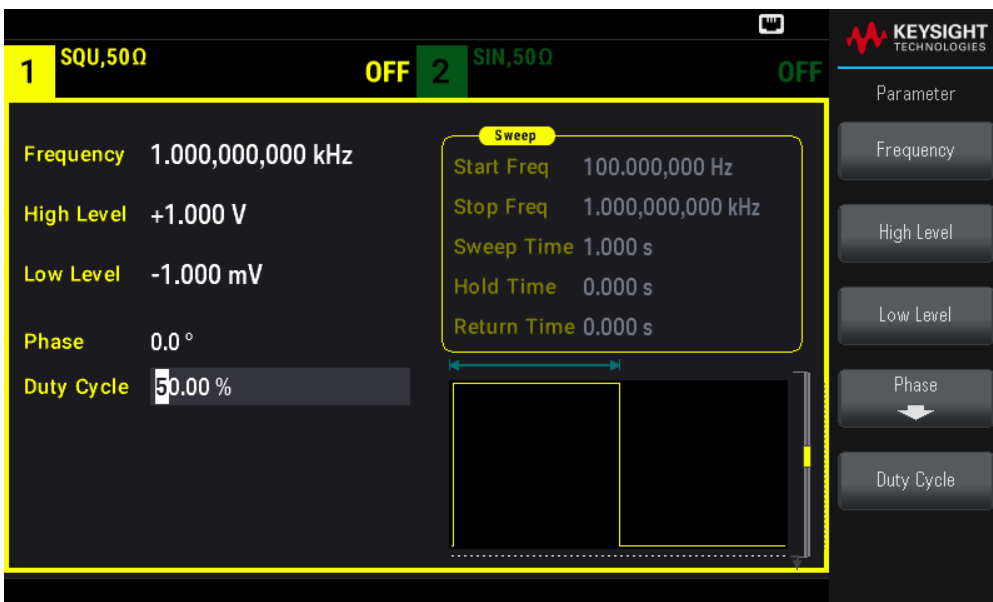 KEYSIGHT
TECHNOLOGIES
1 SQU,50Ω OFF
2 SIN,50Ω OFF
Frequency 1.000,000,000 kHz
High Level +1.000 V
Low Level -1.000 mV
Phase 0.0 °
Duty Cycle 50.00 %
Sweep
Start Freq 100.000,000 Hz
Stop Freq 1.000,000,000 kHz
Sweep Time 1.000 s
Hold Time 0.000 s
Return Time 0.000 s
Parameter
Frequency
High Level
Low Level
Phase
Duty Cycle